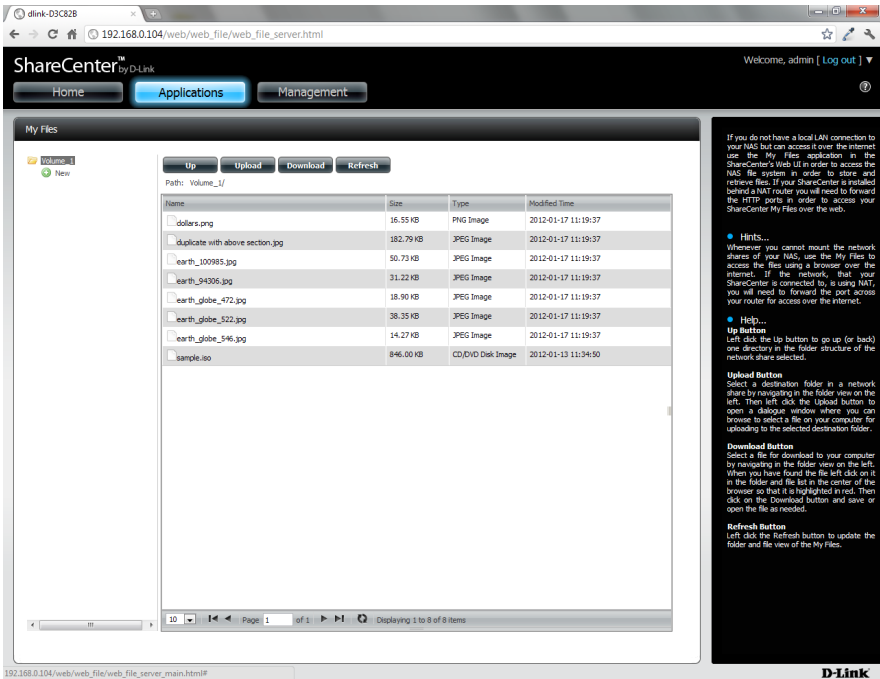 dlink-D3C82B
192.168.0.104/web/web_file/web_file_server.html
ShareCenter™ by D-Link
Welcome, admin [ Log out ] ▼
Home
Applications
Management
My Files
Volume_1
New
Up
Upload
Download
Refresh
Path: Volume_1/
Name Size Type Modified Time
dollars.png 16.55 KB PNG Image 2012-01-17 11:19:37
duplicate with above section.jpg 182.79 KB JPEG Image 2012-01-17 11:19:37
earth_100985.jpg 50.73 KB JPEG Image 2012-01-17 11:19:37
earth_94306.jpg 31.22 KB JPEG Image 2012-01-17 11:19:37
earth_globe_472.jpg 18.90 KB JPEG Image 2012-01-17 11:19:37
earth_globe_522.jpg 38.35 KB JPEG Image 2012-01-17 11:19:37
earth_globe_546.jpg 14.27 KB JPEG Image 2012-01-17 11:19:37
sample.iso 846.00 KB CD/DVD Disk Image 2012-01-13 11:34:50
10 Page 1 of 1 Displaying 1 to 8 of 8 items
If you do not have a local LAN connection to
your NAS but can access it over the internet
use the My Files application in the
ShareCenter's Web UI in order to access the
NAS file system in order to store and
retrieve files. If your ShareCenter is installed
behind a NAT router you will need to forward
the HTTP ports in order to access your
ShareCenter My Files over the web.
Hints...
Whenever you cannot mount the network
shares of your NAS, use the My Files to
access the files using a browser over the
internet. If the network, that your
ShareCenter is connected to, is using NAT,
you will need to forward the port across
your router for access over the internet.
Help...
Up Button
Left click the Up button to go up (or back)
one directory in the folder structure of the
network share selected.
Upload Button
Select a destination folder in a network
share by navigating in the folder view on the
left. Then left click the Upload button to
open a dialogue window where you can
browse to select a file on your computer for
uploading to the selected destination folder.
Download Button
Select a file for download to your computer
by navigating in the folder view on the left.
When you have found the file left click on it
in the folder and file list in the center of the
browser so that it is highlighted in red. Then
click on the Download button and save or
open the file as needed.
Refresh Button
Left click the Refresh button to update the
folder and file view of the My Files.
192.168.0.104/web/web_file/web_file_server_main.html#
D-Link